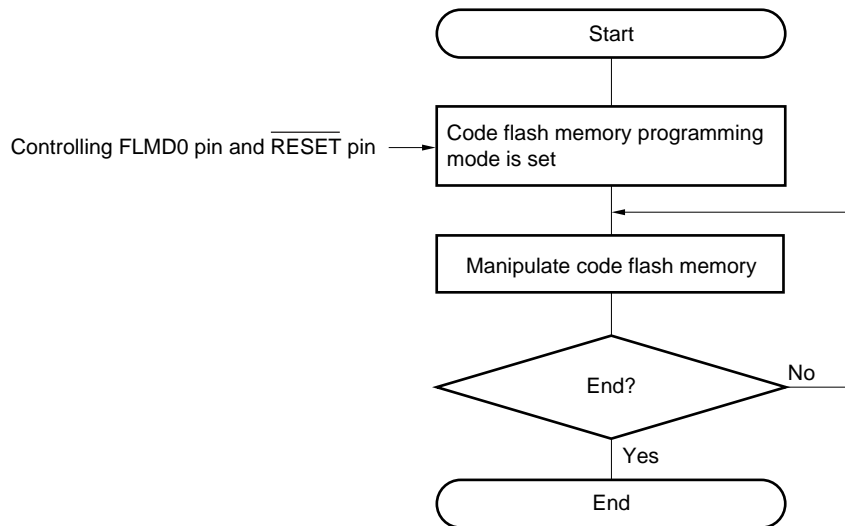 Start
Controlling FLMD0 pin and R̅E̅S̅E̅T̅ pin
Code flash memory programming
mode is set
Manipulate code flash memory
End?
No
Yes
End